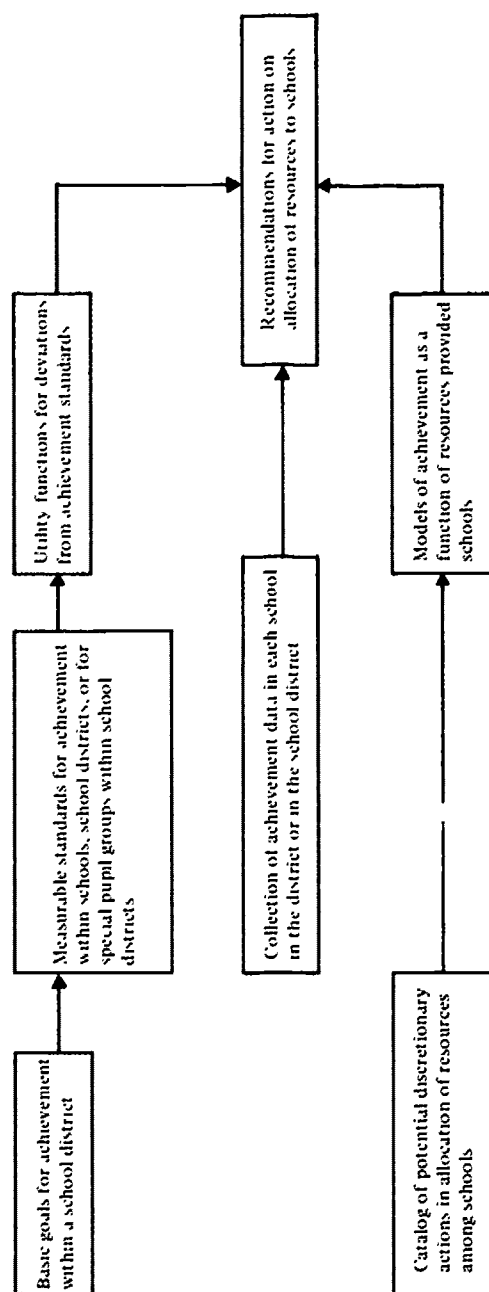 Basic goals for achievement
within a school district
Measurable standards for achievement
within schools, school districts, or for
special pupil groups within school
districts
Utility functions for deviations
from achievement standards
Collection of achievement data in each school
in the district or in the school district
Recommendations for action on
allocation of resources to schools
Catalog of potential discretionary
actions in allocation of resources
among schools
Models of achievement as a
function of resources provided
schools